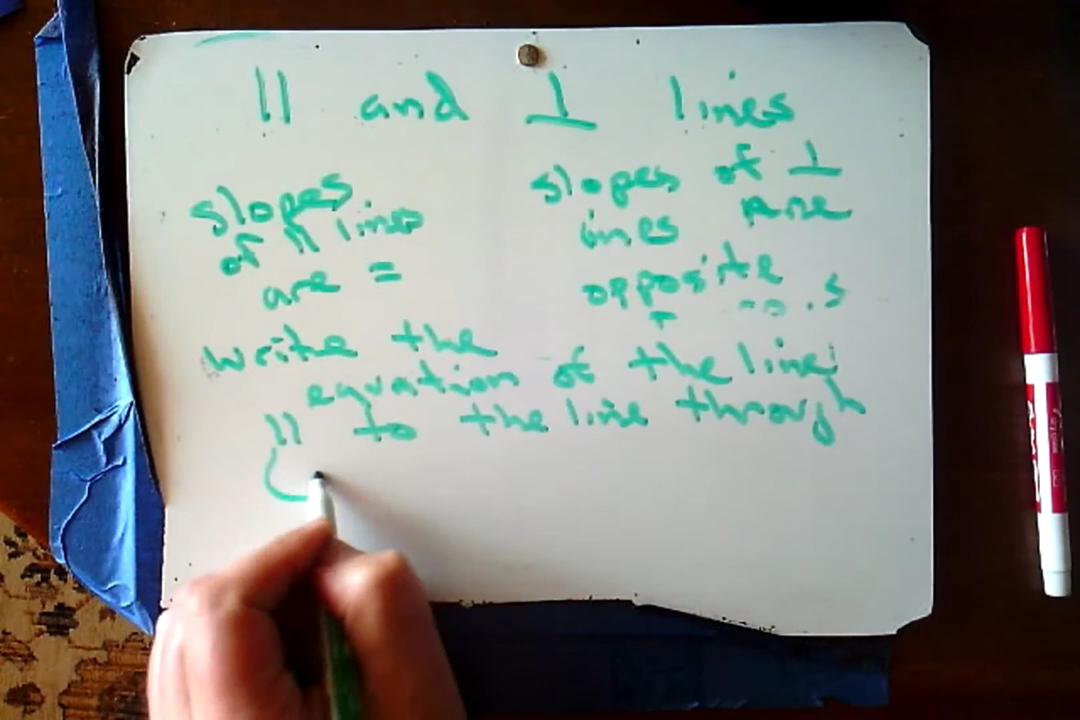 || and ⊥ lines
slopes
of || lines
are =
slopes of ⊥
lines are
opposite
write the
equation of the line
|| to the line through
(